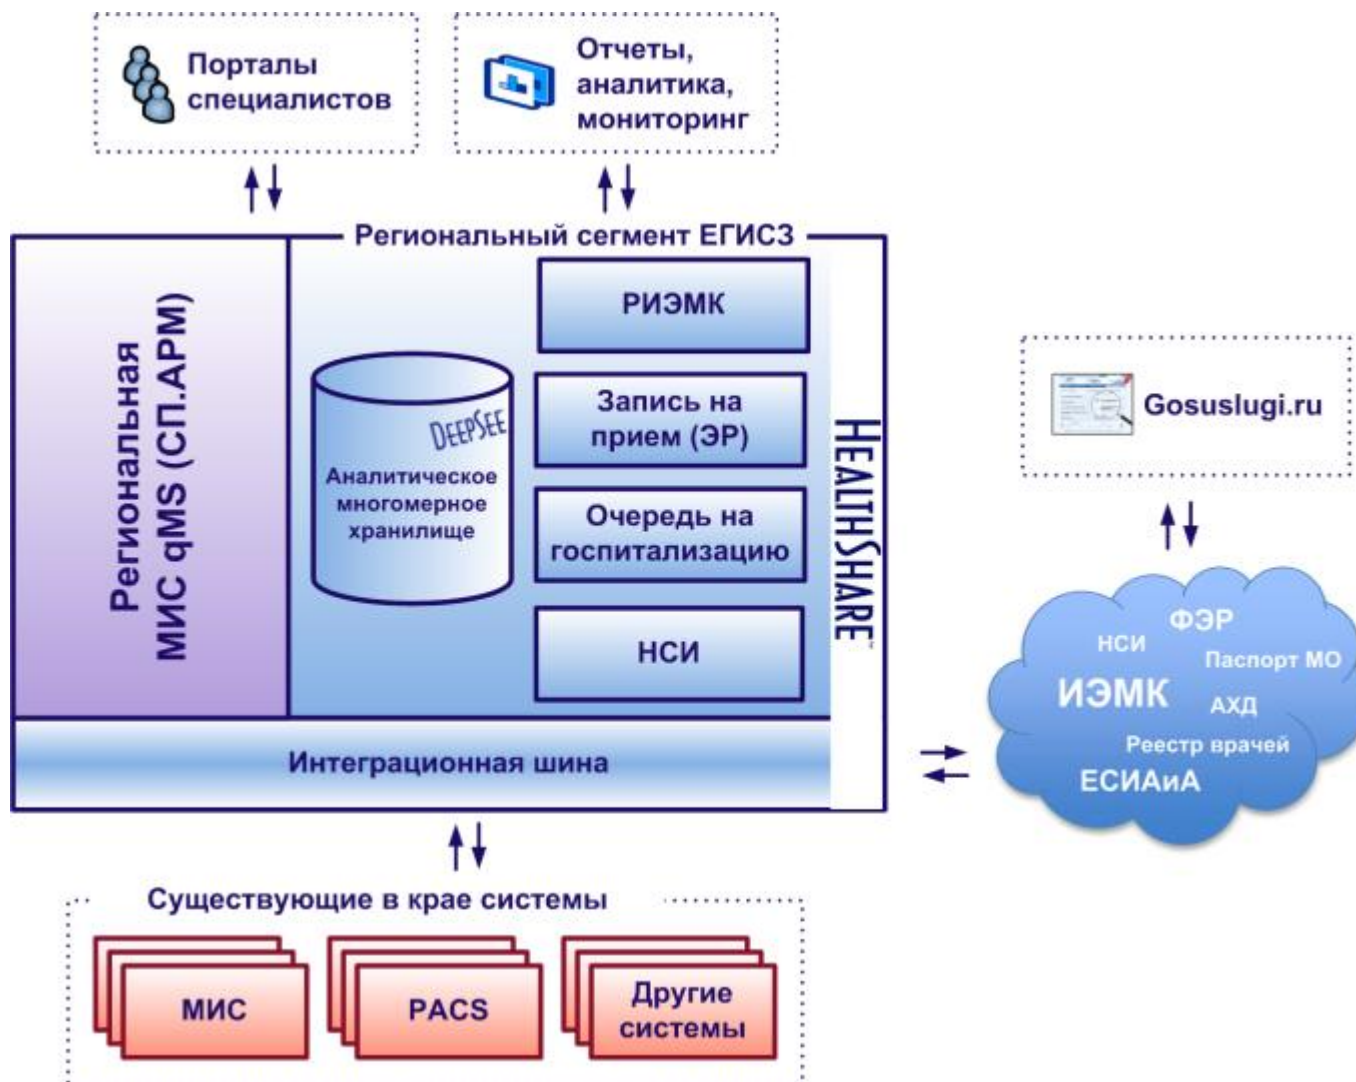 Порталы
специалистов
Отчеты,
аналитика,
мониторинг
Региональный сегмент ЕГИСЗ
Региональная
МИС qMS (СП.АРМ)
DEEPSEE
Аналитическое
многомерное
хранилище
РИЭМК
Запись на
прием (ЭР)
Очередь на
госпитализацию
НСИ
HEALTHSHARE™
Интеграционная шина
Gosuslugi.ru
ФЭР
НСИ
Паспорт МО
ИЭМК
АХД
Реестр врачей
ЕСИАиА
Существующие в крае системы
МИС
PACS
Другие
системы